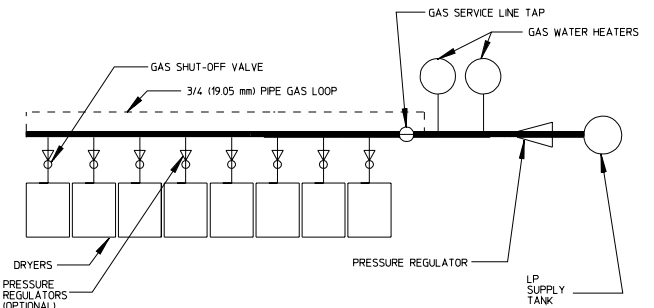 GAS SERVICE LINE TAP
GAS WATER HEATERS
GAS SHUT-OFF VALVE
3/4 (19.05 mm) PIPE GAS LOOP
DRYERS
PRESSURE REGULATOR
PRESSURE
REGULATORS
(OPTIONAL)
LP
SUPPLY
TANK